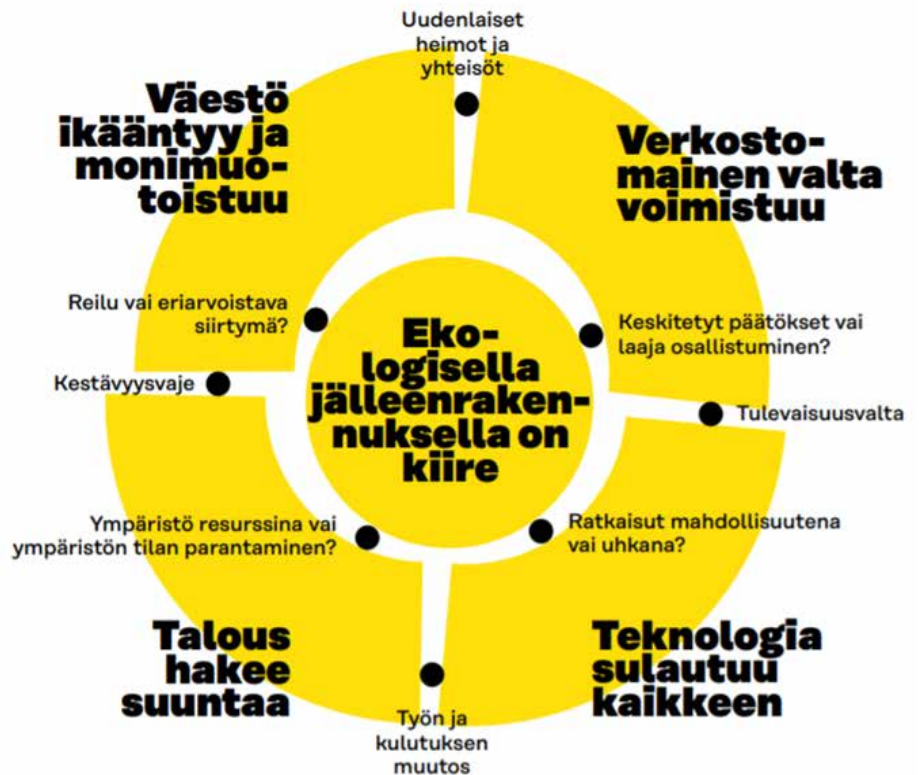 Uudenlaiset
heimot ja
yhteisöt
Väestö
ikääntyy ja
monimuo-
toistuu
Verkosto-
mainen valta
voimistuu
Reilu vai eriarvoistava
siirtymä?
Keskitetyt päätökset vai
laaja osallistuminen?
Kestävyysvaje
Eko-
logisella
jälleenraken-
nuksella on
kiire
Tulevaisuusvalta
Ympäristö resurssina vai
ympäristön tilan parantaminen?
Ratkaisut mahdollisuutena
vai uhkana?
Talous
hakee
suuntaa
Teknologia
sulautuu
kaikkeen
Työn ja
kulutuksen
muutos